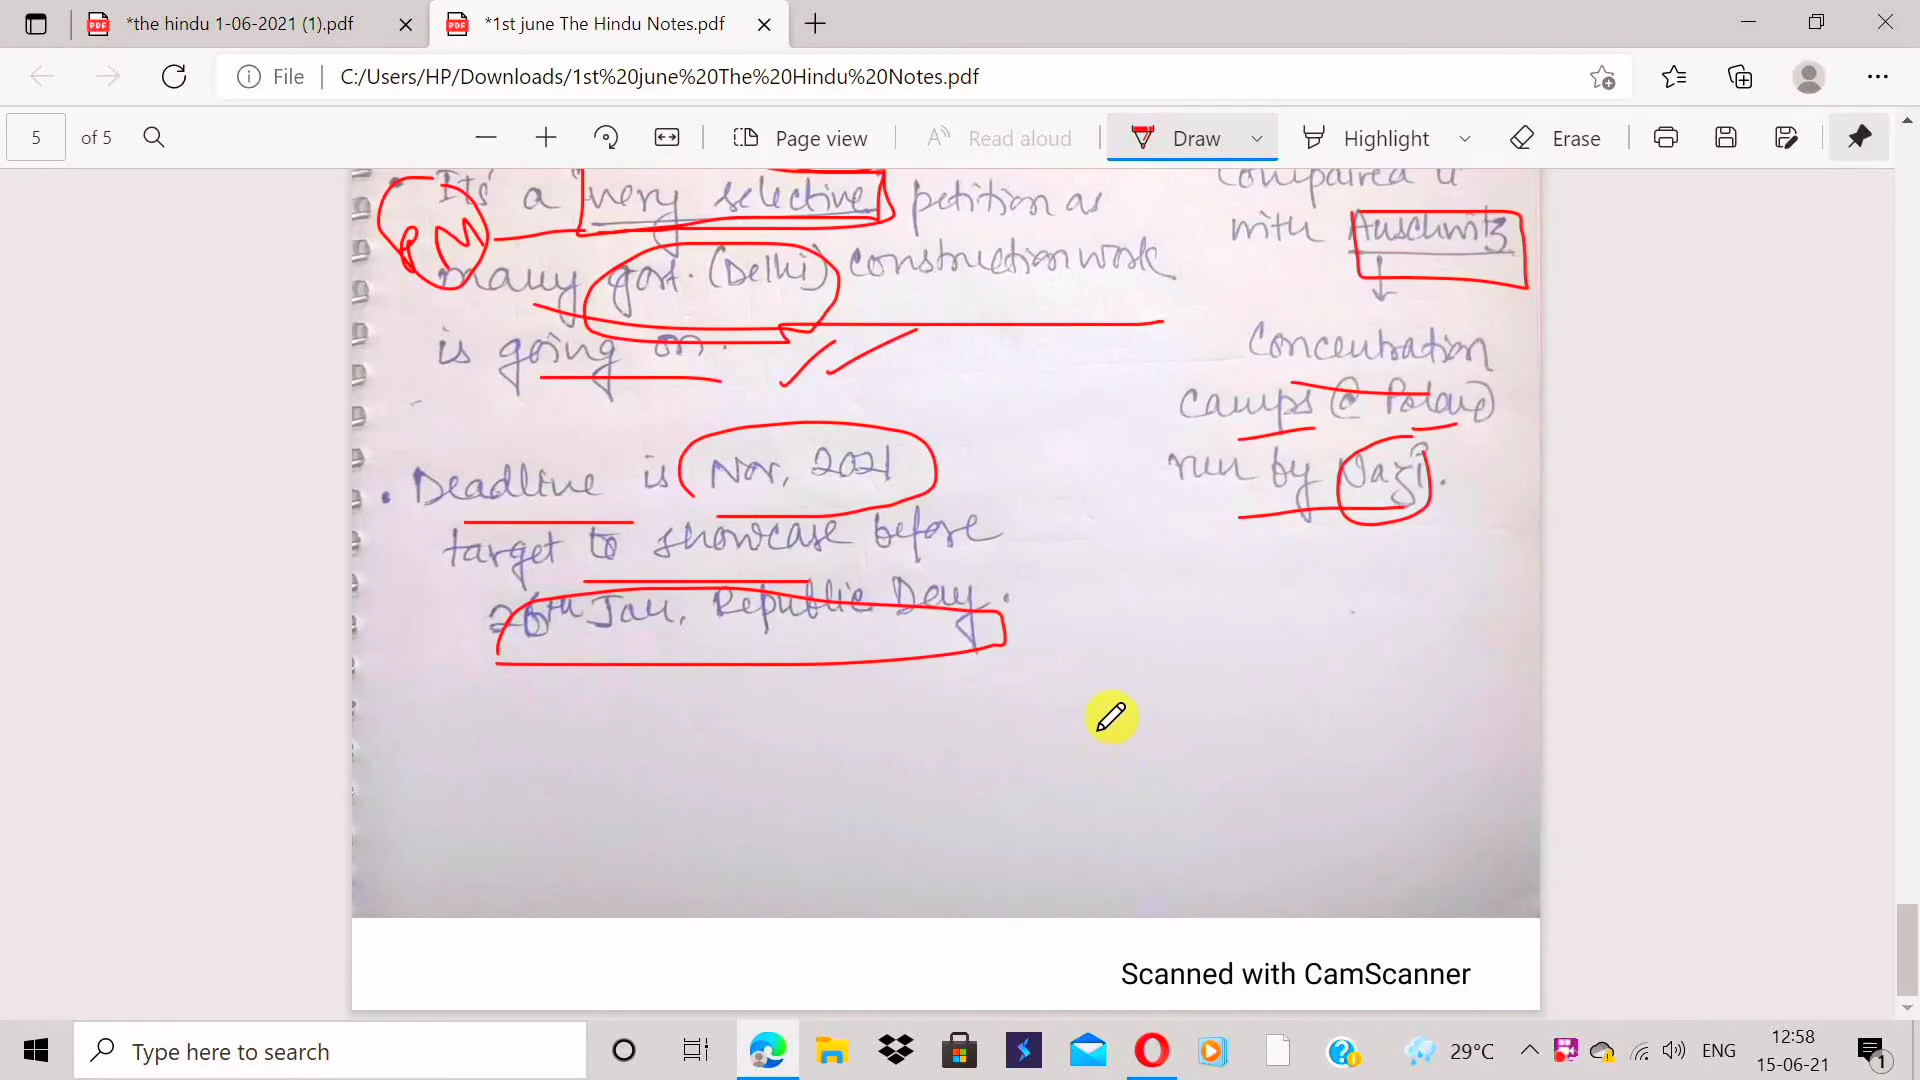 *the hindu 1-06-2021 (1).pdf
*1st june The Hindu Notes.pdf
File
C:/Users/HP/Downloads/1st%20june%20The%20Hindu%20Notes.pdf
5 of 5
Page view
Read aloud
Draw
Highlight
Erase
It's a "very selective petition as
PM
many govt. (Delhi) construction work
is going on.
. Deadline is Nov, 2021
target to showcase before
26th Jan, Republic Day.
Compaired it
with Auschwitz
Concentration
Camps @ Poland
run by Nazi.
Scanned with CamScanner
Type here to search
29°C
ENG
12:58
15-06-21
1